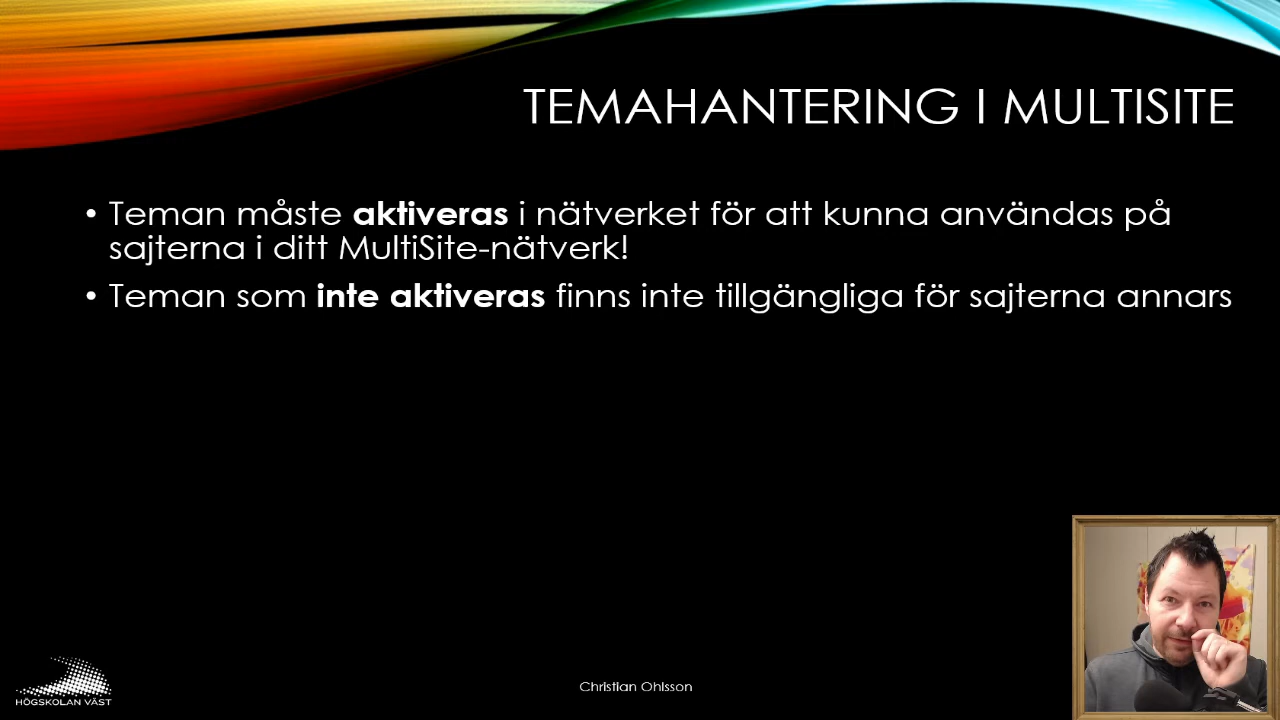 TEMAHANTERING I MULTISITE
• Teman måste aktiveras i nätverket för att kunna användas på
sajterna i ditt MultiSite-nätverk!
• Teman som inte aktiveras finns inte tillgängliga för sajterna annars
Christian Ohlsson
HÖGSKOLAN VÄST